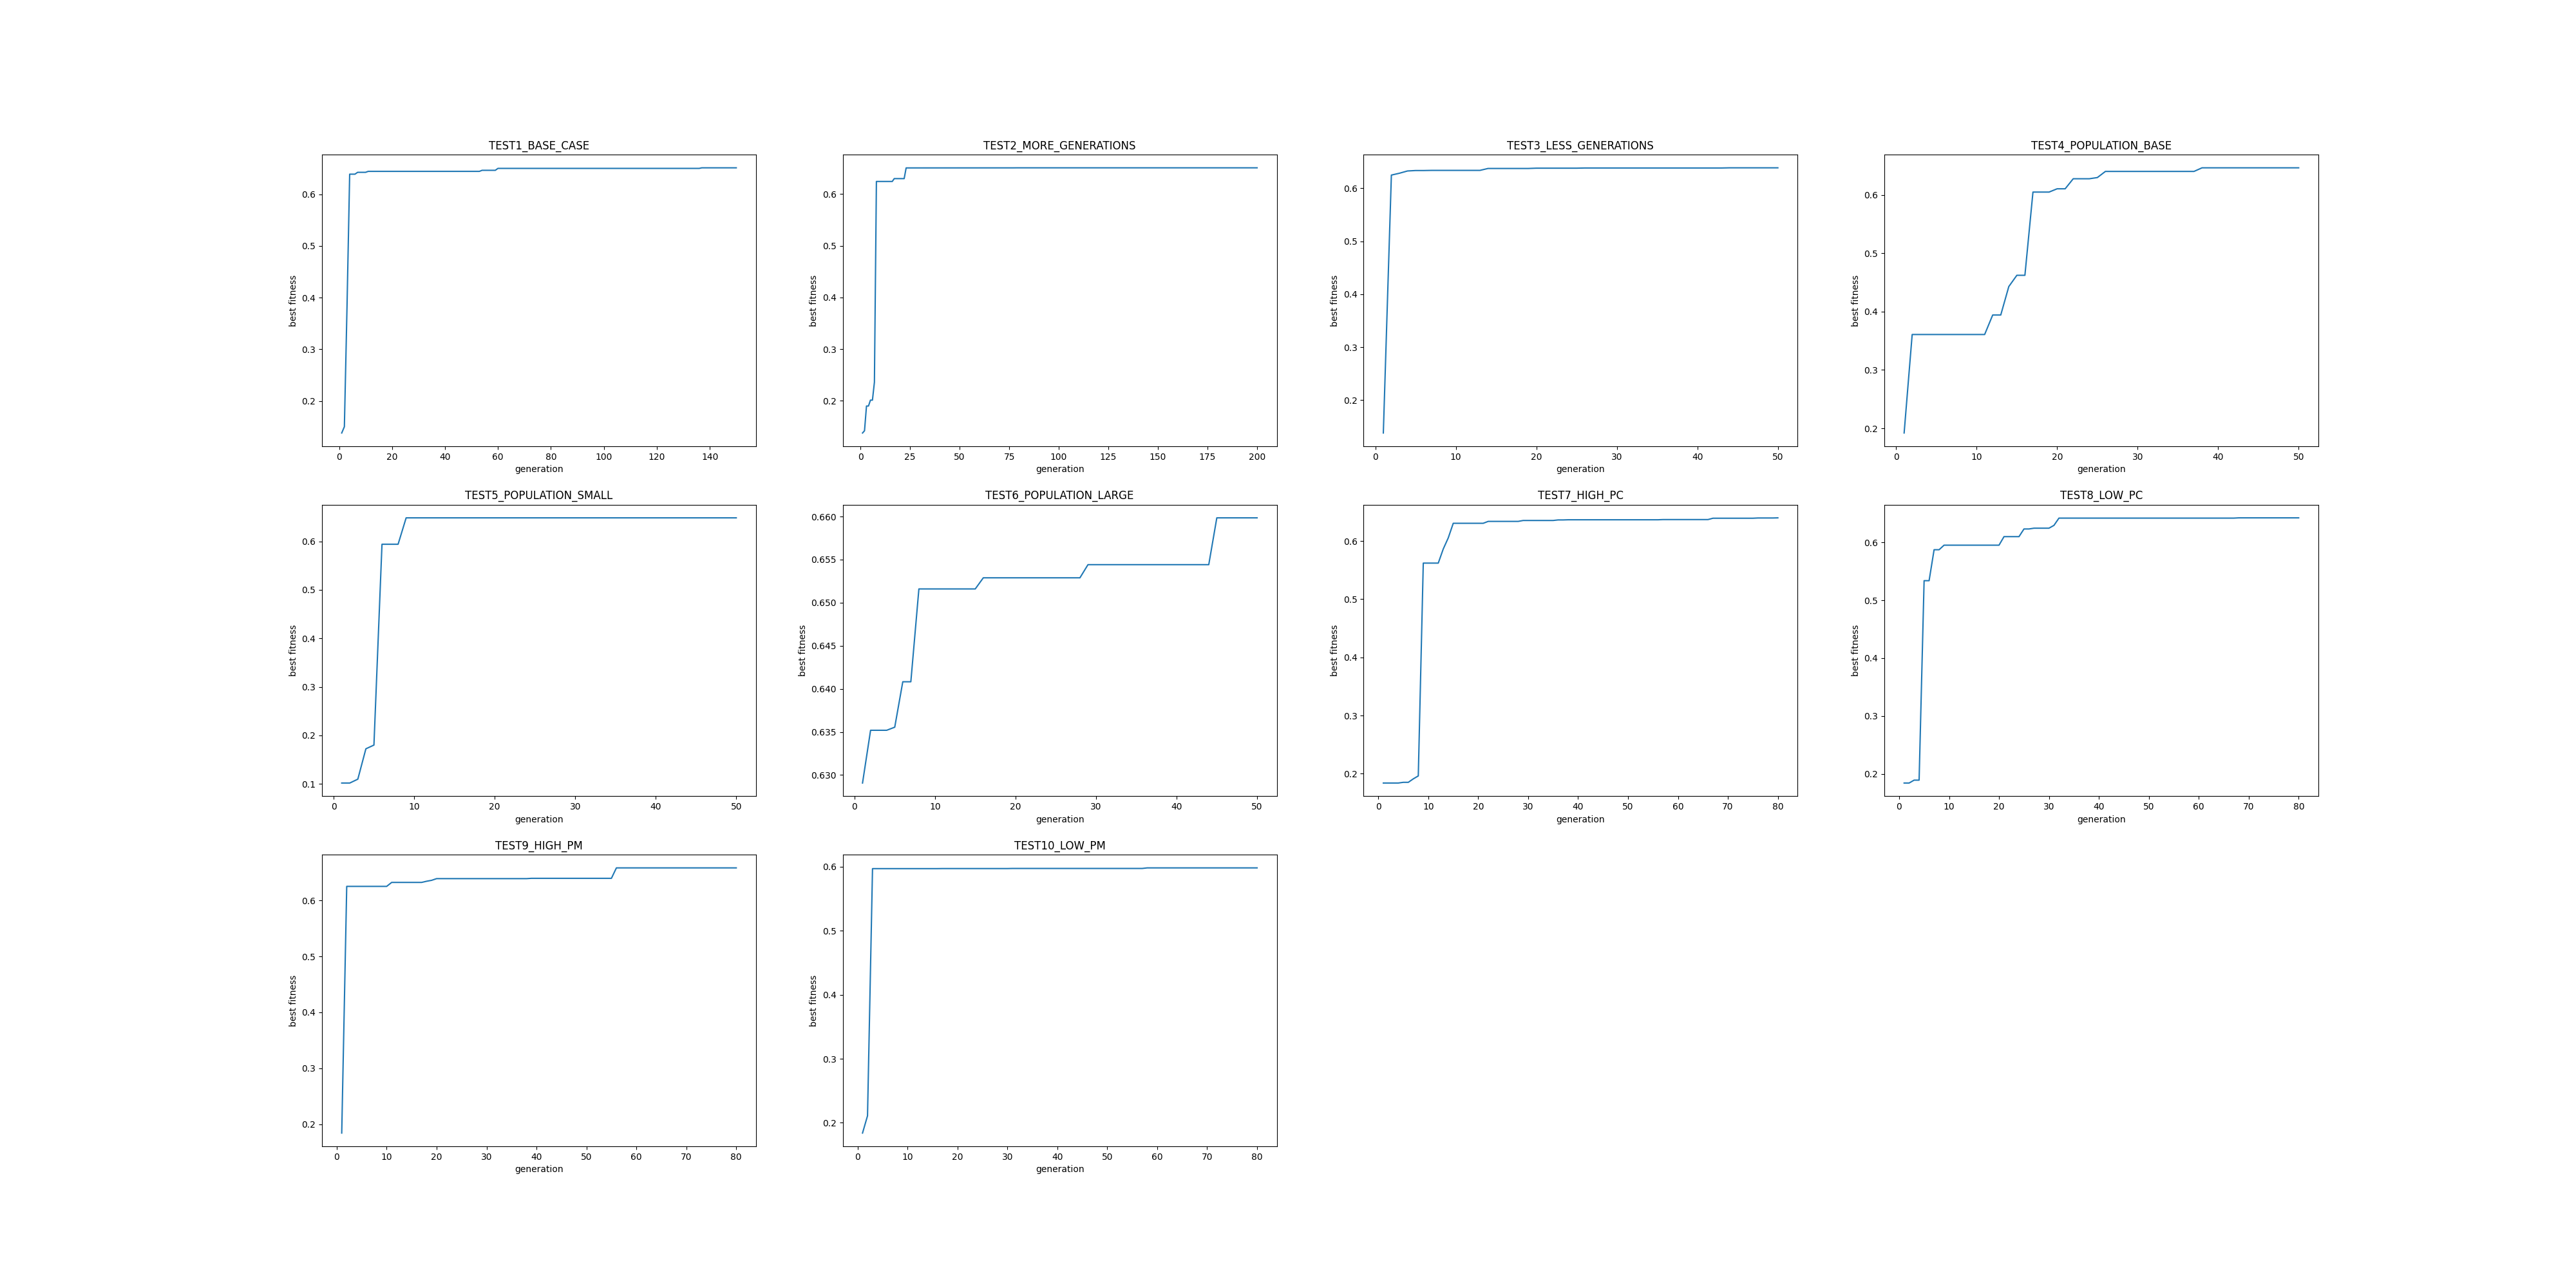 TEST1_BASE_CASE
best fitness
0.6
0.5
0.4
0.3
0.2
0 20 40 60 80 100 120 140
generation
TEST2_MORE_GENERATIONS
best fitness
0.6
0.5
0.4
0.3
0.2
0 25 50 75 100 125 150 175 200
generation
TEST3_LESS_GENERATIONS
best fitness
0.6
0.5
0.4
0.3
0.2
0 10 20 30 40 50
generation
TEST4_POPULATION_BASE
best fitness
0.6
0.5
0.4
0.3
0.2
0 10 20 30 40 50
generation
TEST5_POPULATION_SMALL
best fitness
0.6
0.5
0.4
0.3
0.2
0.1
0 10 20 30 40 50
generation
TEST6_POPULATION_LARGE
best fitness
0.660
0.655
0.650
0.645
0.640
0.635
0.630
0 10 20 30 40 50
generation
TEST7_HIGH_PC
best fitness
0.6
0.5
0.4
0.3
0.2
0 10 20 30 40 50 60 70 80
generation
TEST8_LOW_PC
best fitness
0.6
0.5
0.4
0.3
0.2
0 10 20 30 40 50 60 70 80
generation
TEST9_HIGH_PM
best fitness
0.6
0.5
0.4
0.3
0.2
0 10 20 30 40 50 60 70 80
generation
TEST10_LOW_PM
best fitness
0.6
0.5
0.4
0.3
0.2
0 10 20 30 40 50 60 70 80
generation